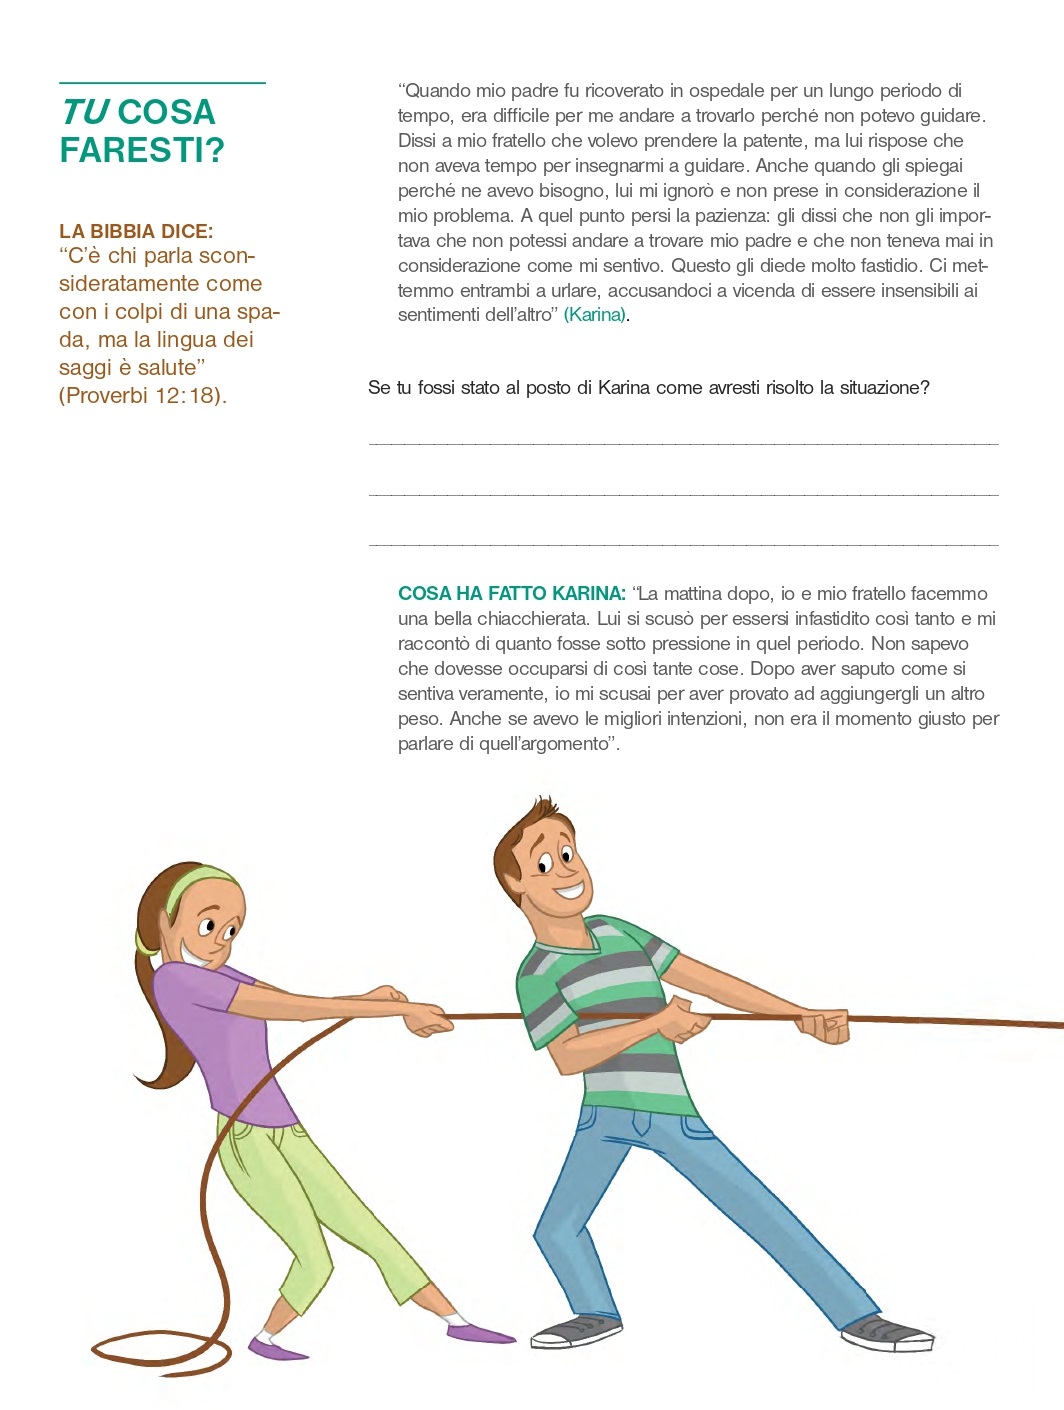 TU COSA
FARESTI?
LA BIBBIA DICE:
“C’è chi parla scon-
sideratamente come
con i colpi di una spa-
da, ma la lingua dei
saggi è salute”
(Proverbi 12:18).
“Quando mio padre fu ricoverato in ospedale per un lungo periodo di
tempo, era difficile per me andare a trovarlo perché non potevo guidare.
Dissi a mio fratello che volevo prendere la patente, ma lui rispose che
non aveva tempo per insegnarmi a guidare. Anche quando gli spiegai
perché ne avevo bisogno, lui mi ignorò e non prese in considerazione il
mio problema. A quel punto persi la pazienza: gli dissi che non gli impor-
tava che non potessi andare a trovare mio padre e che non teneva mai in
considerazione come mi sentivo. Questo gli diede molto fastidio. Ci met-
temmo entrambi a urlare, accusandoci a vicenda di essere insensibili ai
sentimenti dell’altro” (Karina).
Se tu fossi stato al posto di Karina come avresti risolto la situazione?
COSA HA FATTO KARINA: “La mattina dopo, io e mio fratello facemmo
una bella chiacchierata. Lui si scusò per essersi infastidito così tanto e mi
raccontò di quanto fosse sotto pressione in quel periodo. Non sapevo
che dovesse occuparsi di così tante cose. Dopo aver saputo come si
sentiva veramente, io mi scusai per aver provato ad aggiungergli un altro
peso. Anche se avevo le migliori intenzioni, non era il momento giusto per
parlare di quell’argomento”.